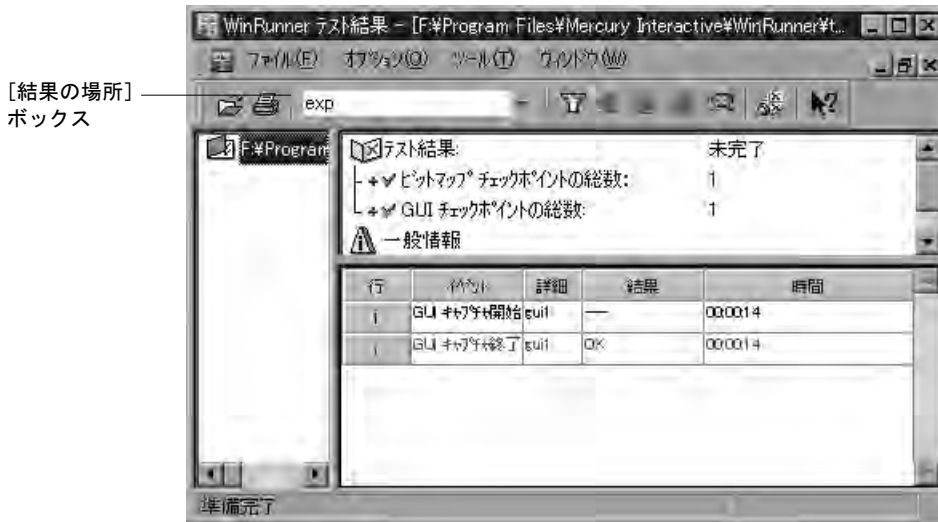 WinRunner テスト結果 - [F:¥Program Files¥Mercury Interactive¥WinRunner¥t...
ファイル(F) オプション(O) ツール(T) ウィンドウ(W)
[結果の場所]
ボックス
exp
F:¥Program
テスト結果: 未完了
ビットマップ チェックポイントの総数: 1
GUI チェックポイントの総数: 1
一般情報
行 イベント 詳細 結果 時間
1 GUI キャプチャ開始 gui1 --- 00:00:14
1 GUI キャプチャ終了 gui1 OK 00:00:14
準備完了